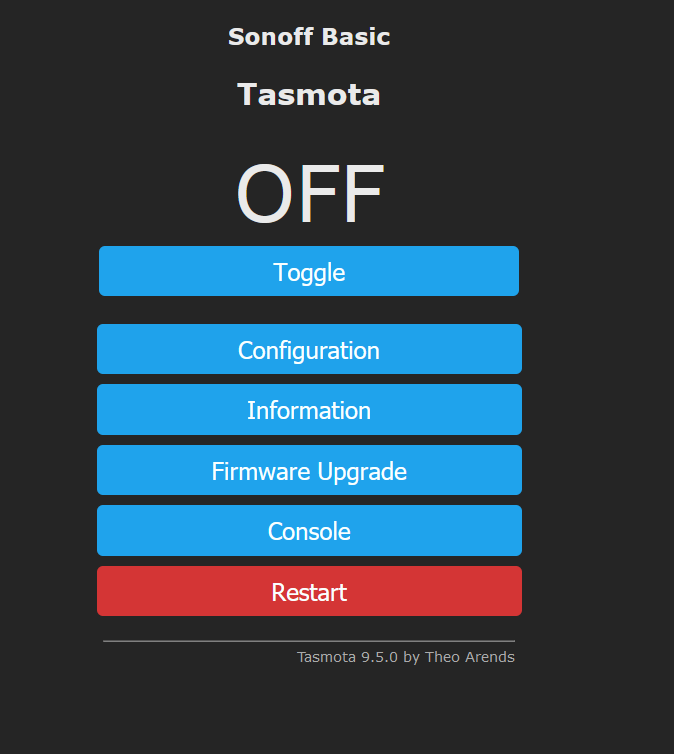 Sonoff Basic
Tasmota
OFF
Toggle
Configuration
Information
Firmware Upgrade
Console
Restart
Tasmota 9.5.0 by Theo Arends